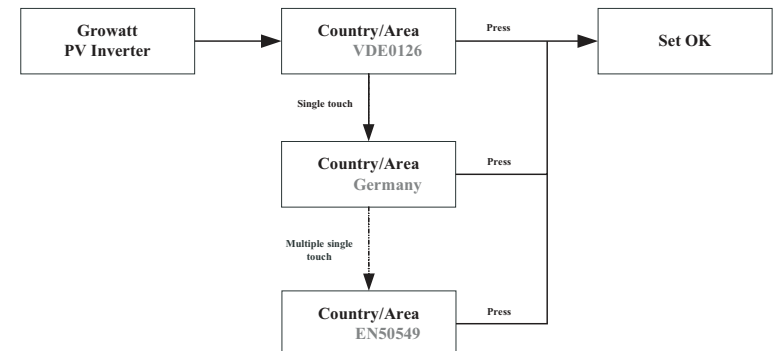 Growatt
PV Inverter
Country/Area
VDE0126
Press
Set OK
Single touch
Country/Area
Germany
Press
Multiple single
touch
Country/Area
EN50549
Press